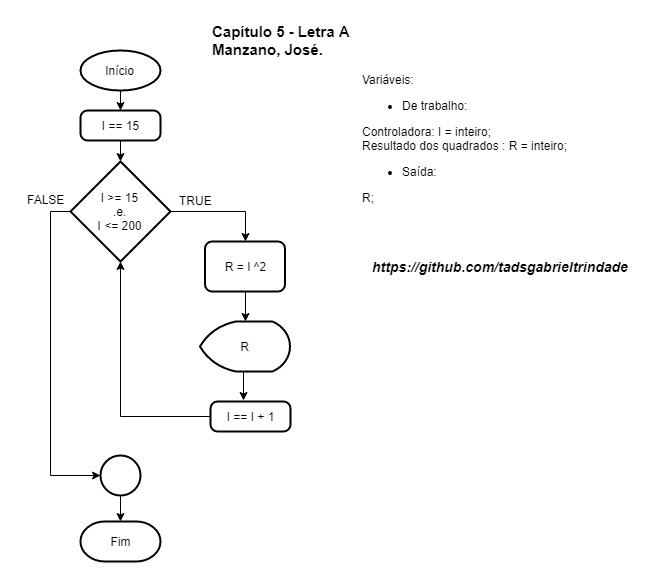 Capítulo 5 - Letra A
Manzano, José.
Início
I == 15
I >= 15
.e.
I <= 200
FALSE
TRUE
R = I ^2
R
I == I + 1
Fim
Variáveis:
• De trabalho:
Controladora: I = inteiro;
Resultado dos quadrados : R = inteiro;
• Saída:
R;
https://github.com/tadsgabrieltrindade